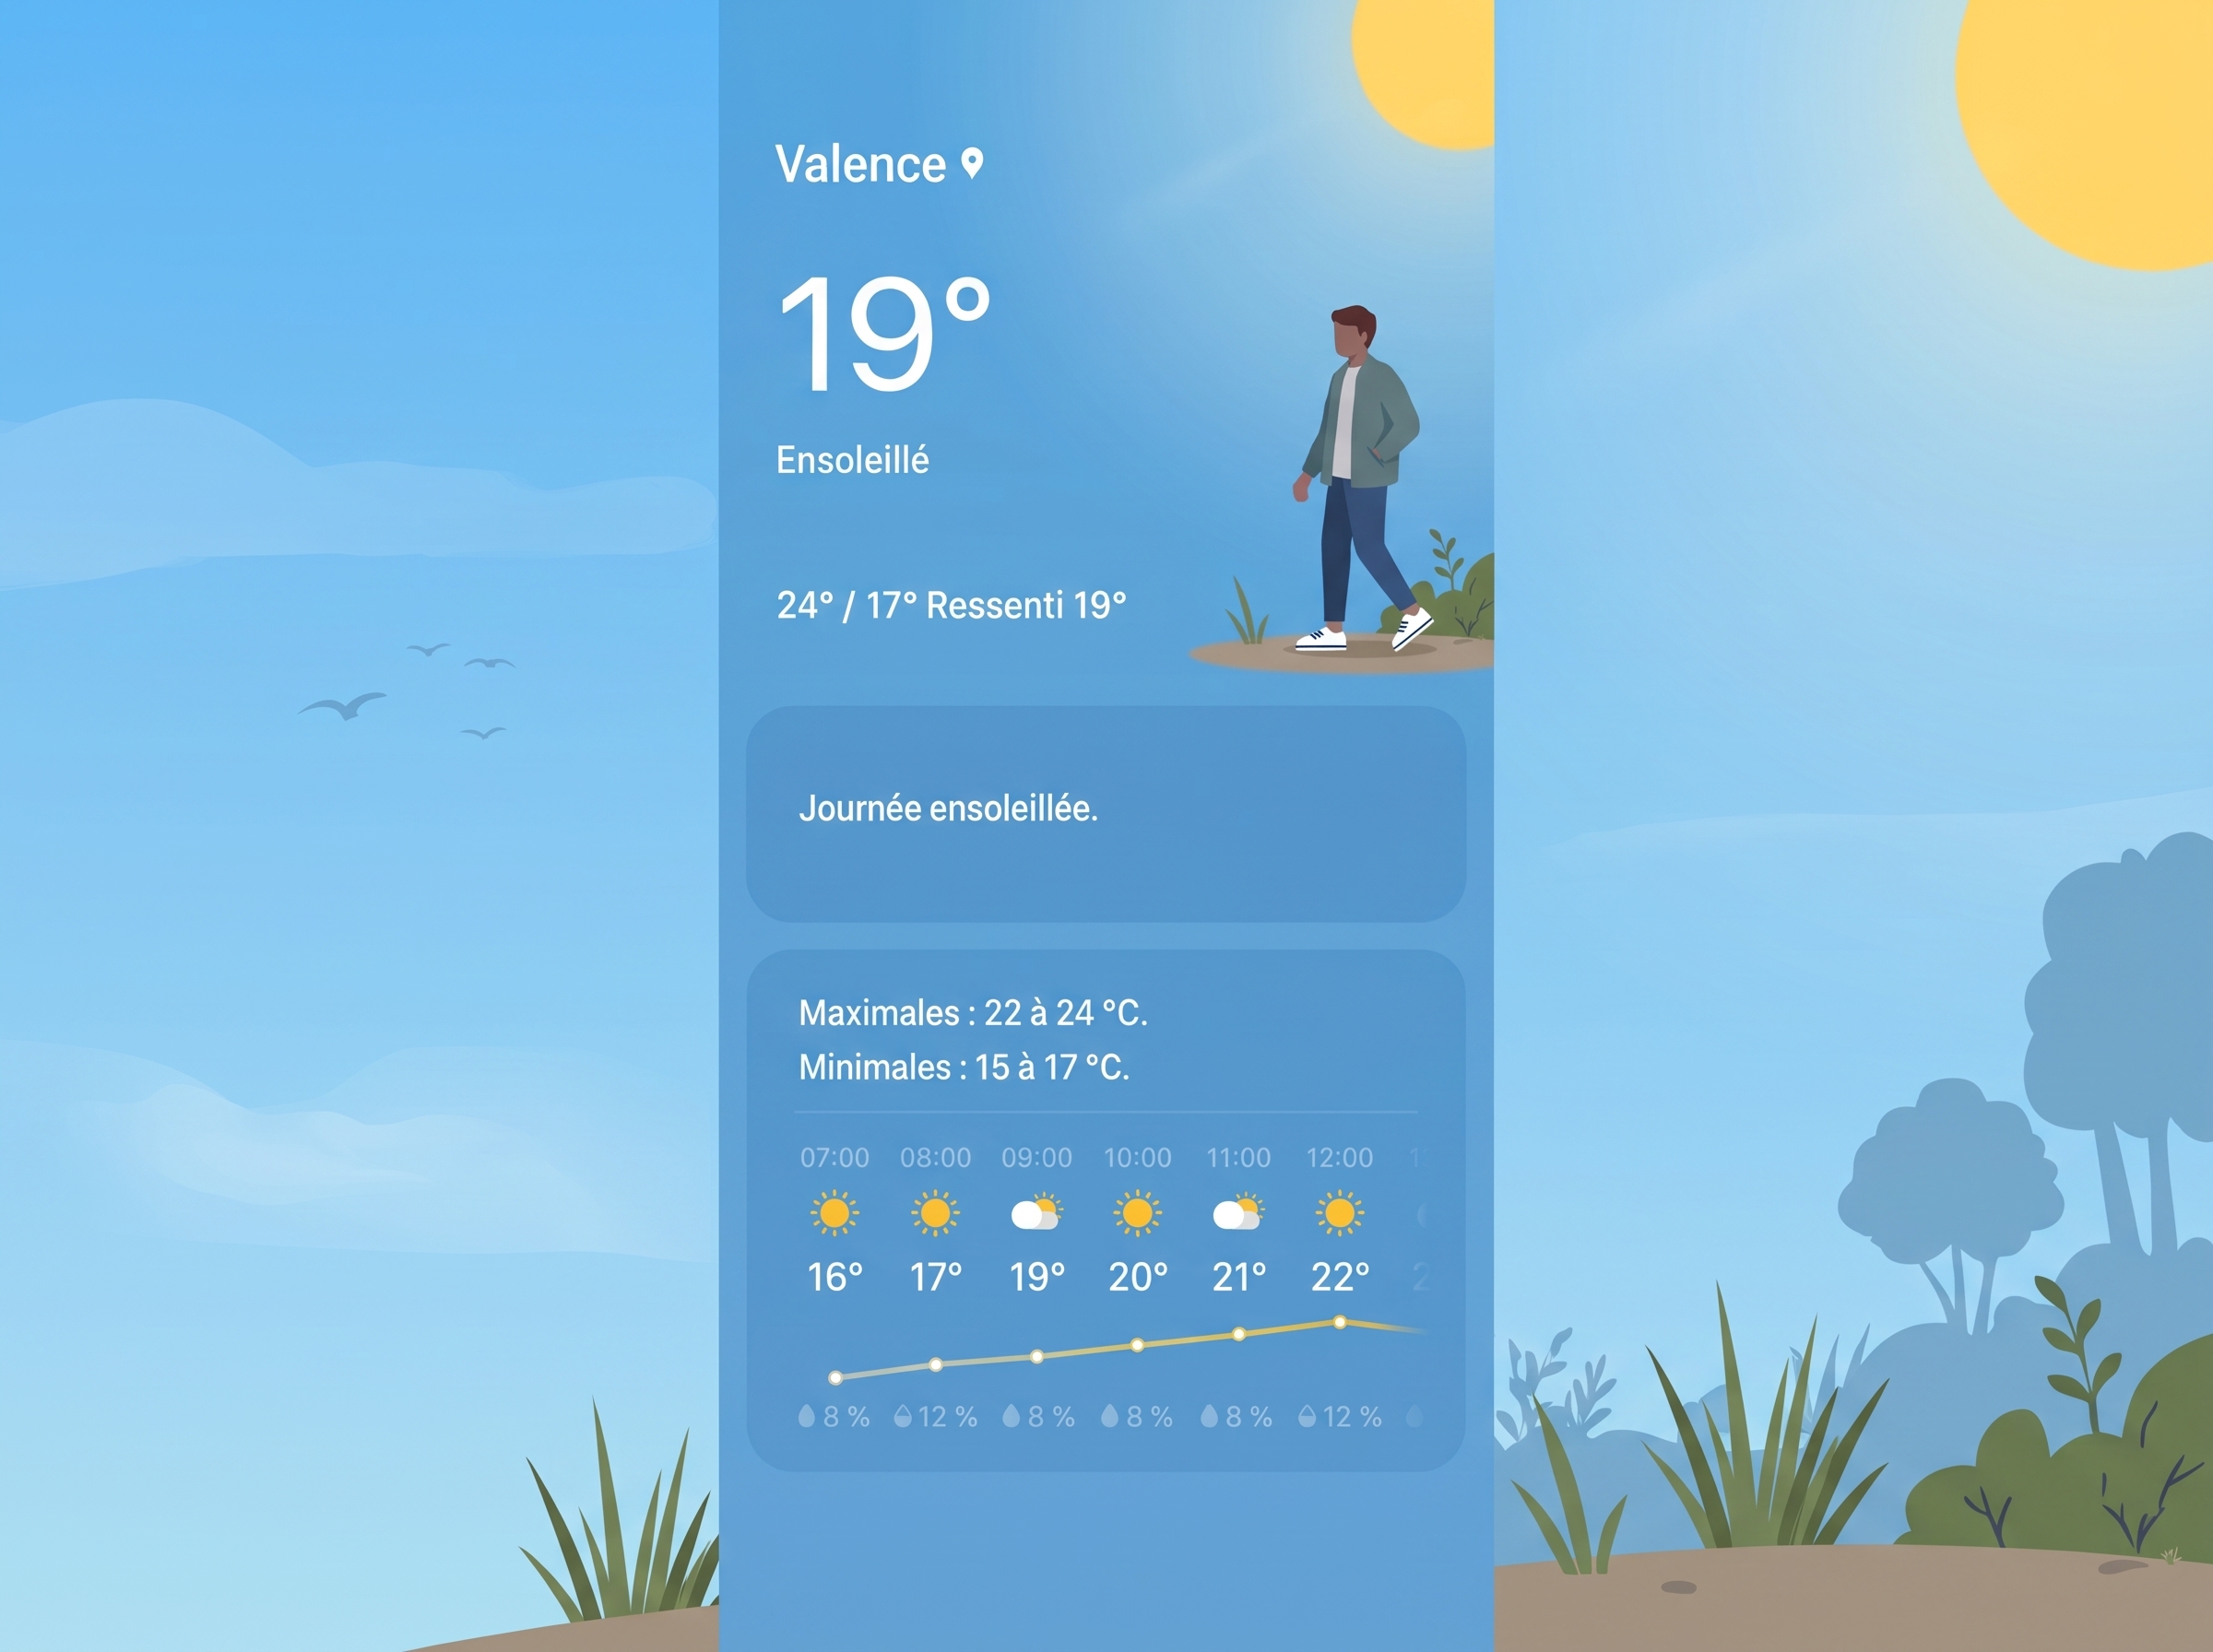 Valence
19°
Ensoleillé
24° / 17° Ressenti 19°
Journée ensoleillée.
Maximales : 22 à 24 °C.
Minimales : 15 à 17 °C.
07:00 08:00 09:00 10:00 11:00 12:00
16° 17° 19° 20° 21° 22°
8 % 12 % 8 % 8 % 8 % 12 %